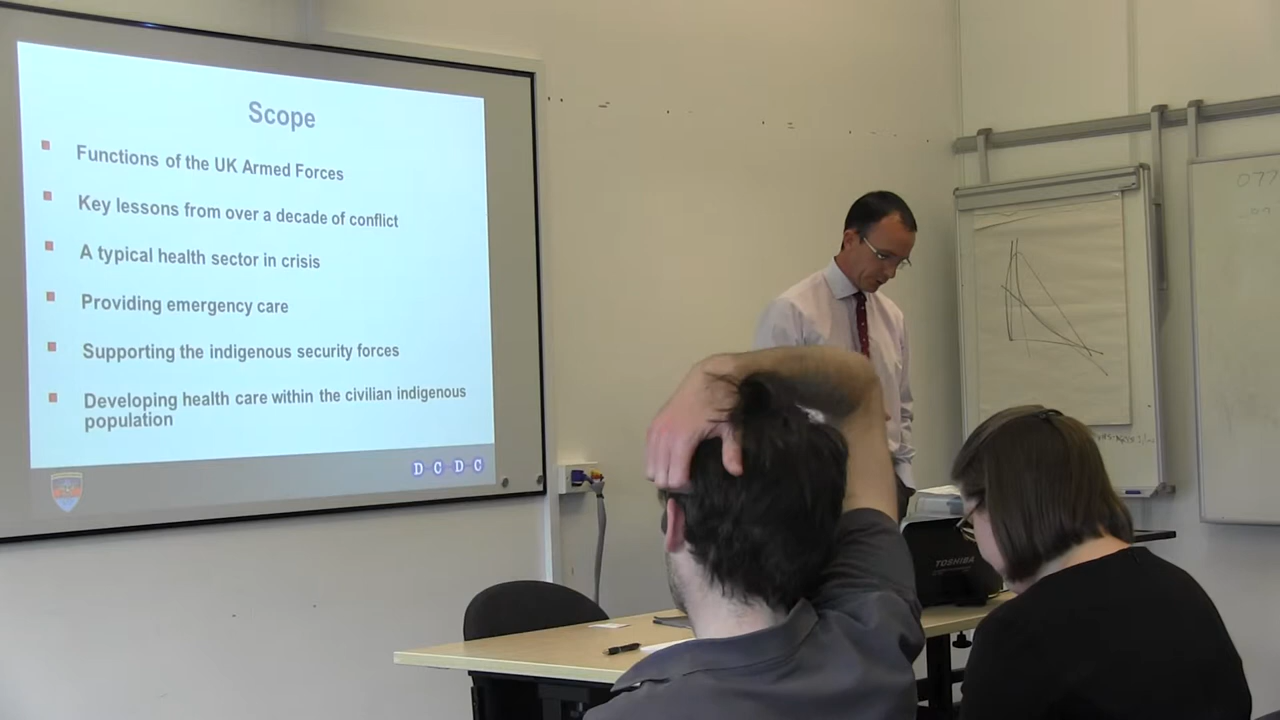 Scope
Functions of the UK Armed Forces
Key lessons from over a decade of conflict
A typical health sector in crisis
Providing emergency care
Supporting the indigenous security forces
Developing health care within the civilian indigenous
population
DCDC
TOSHIBA
077